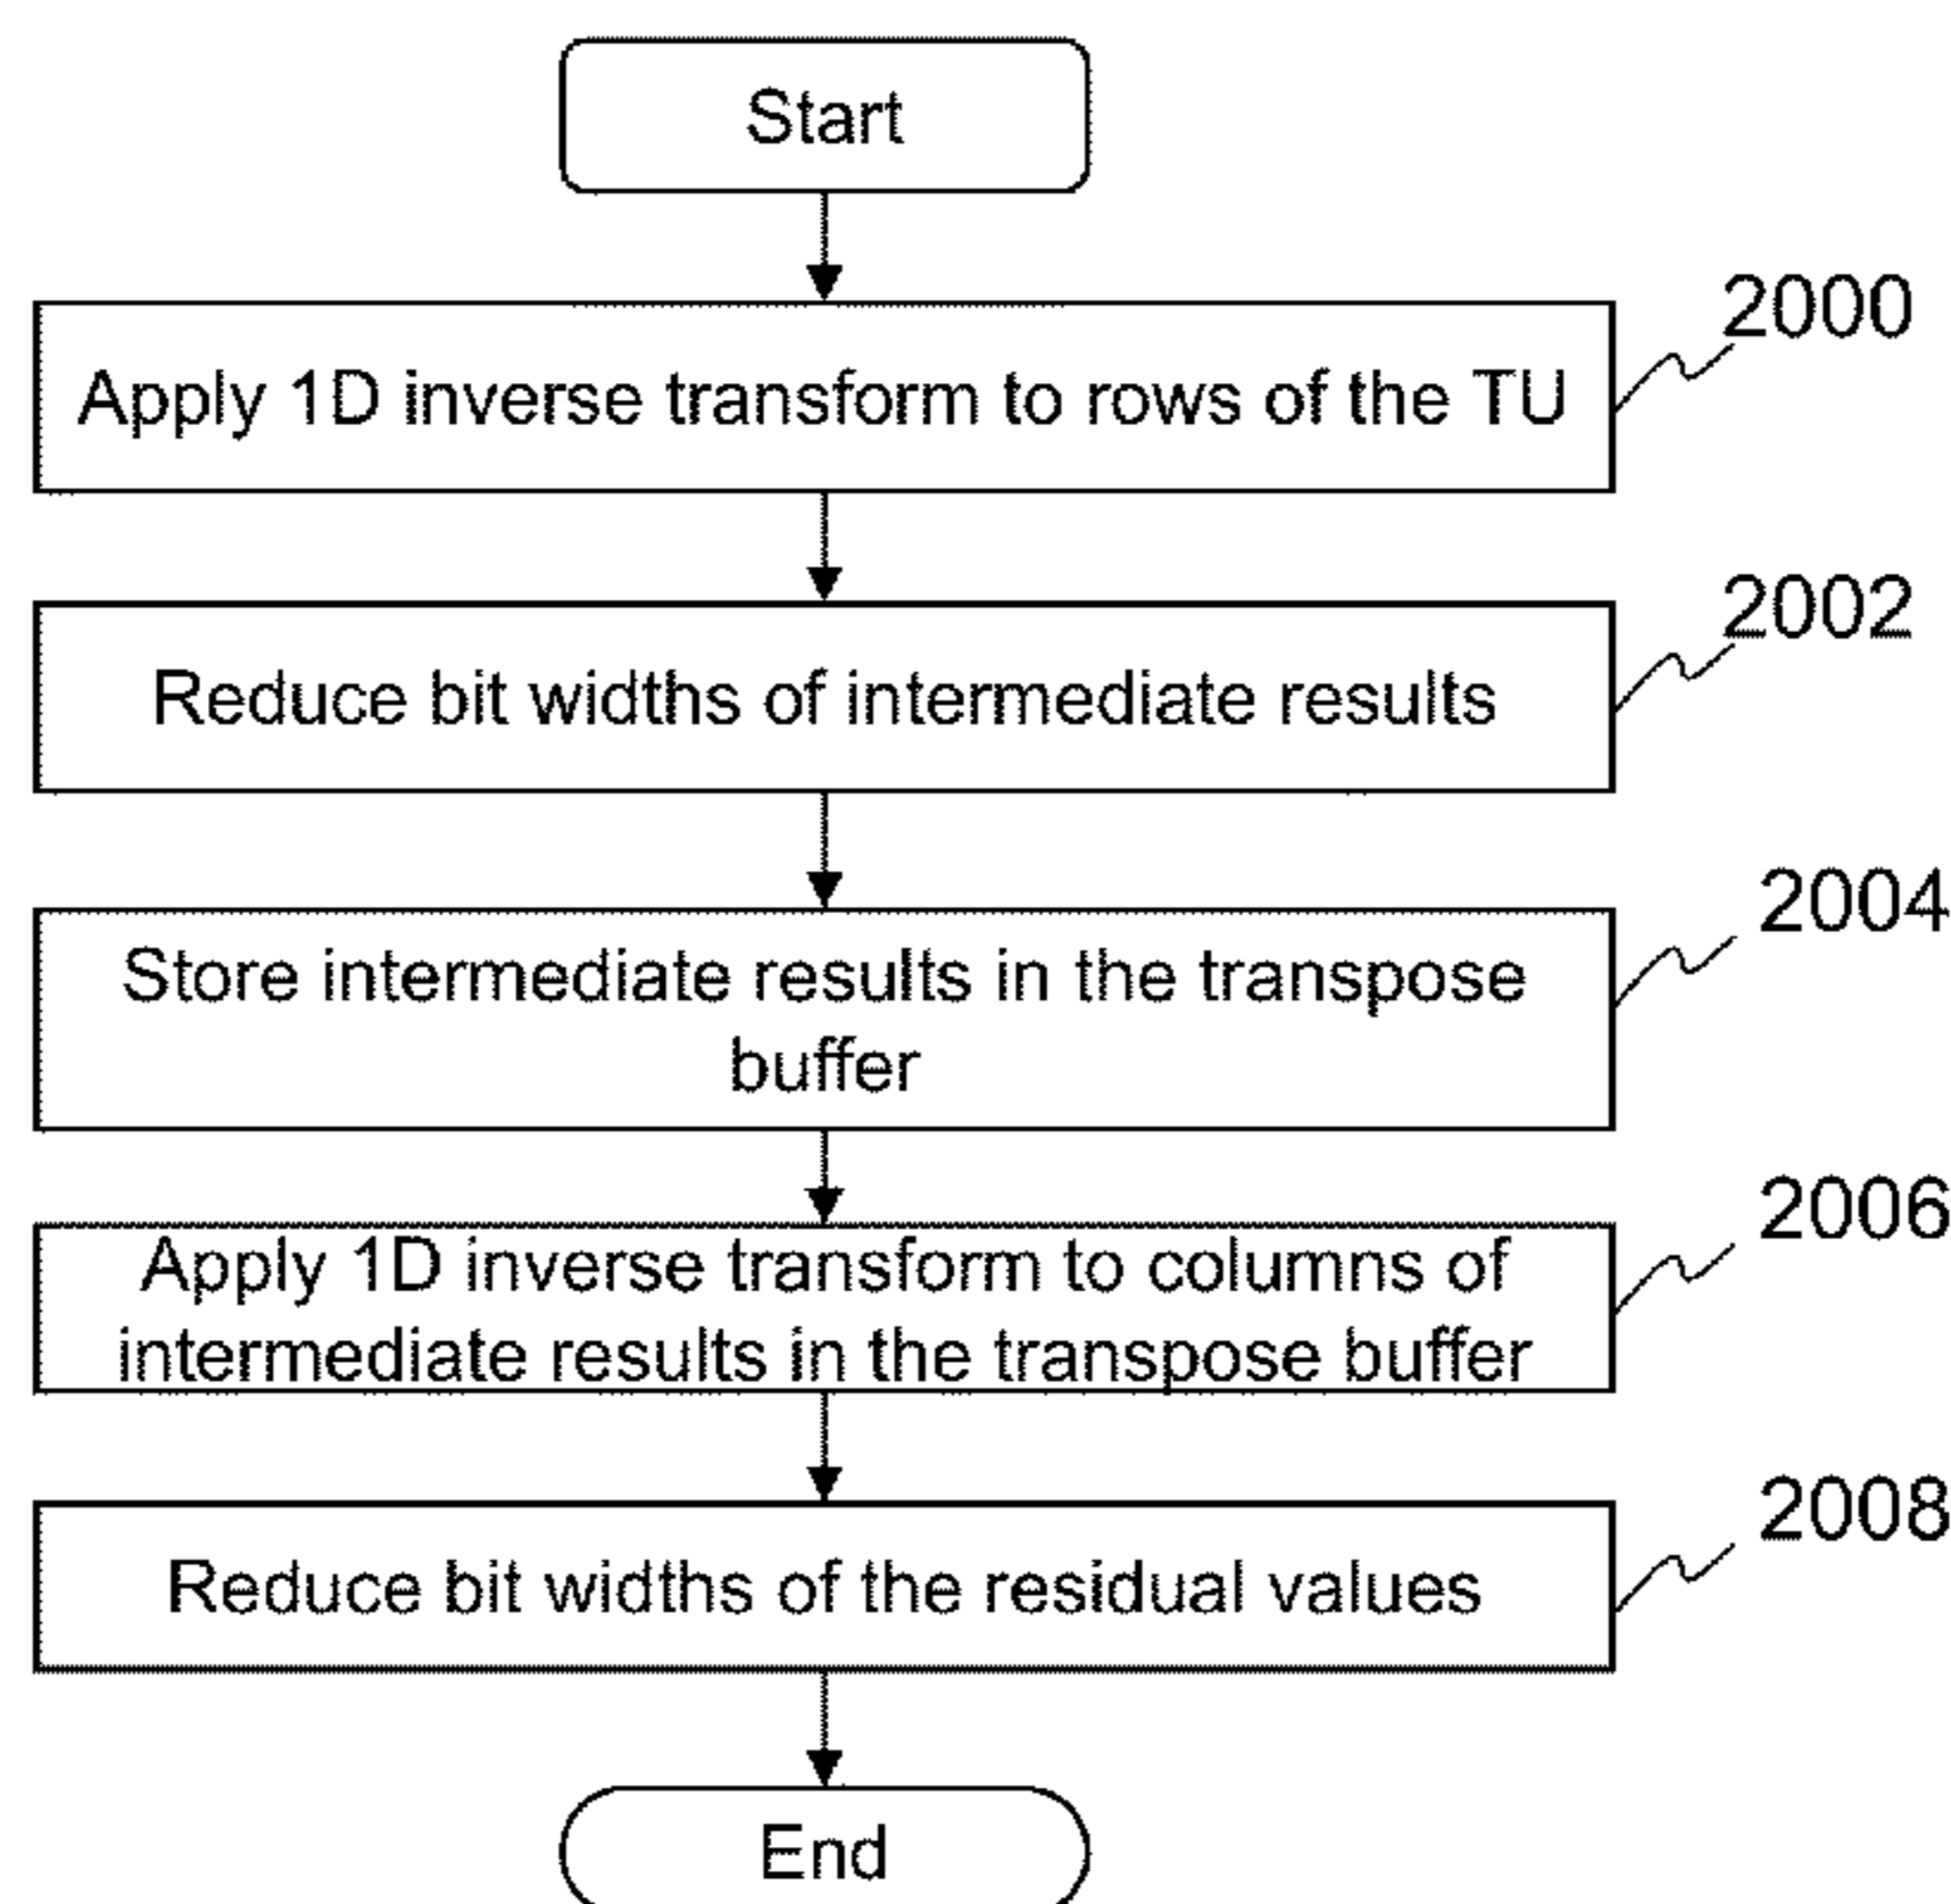 Start
2000
Apply 1D inverse transform to rows of the TU
2002
Reduce bit widths of intermediate results
2004
Store intermediate results in the transpose
buffer
2006
Apply 1D inverse transform to columns of
intermediate results in the transpose buffer
2008
Reduce bit widths of the residual values
End